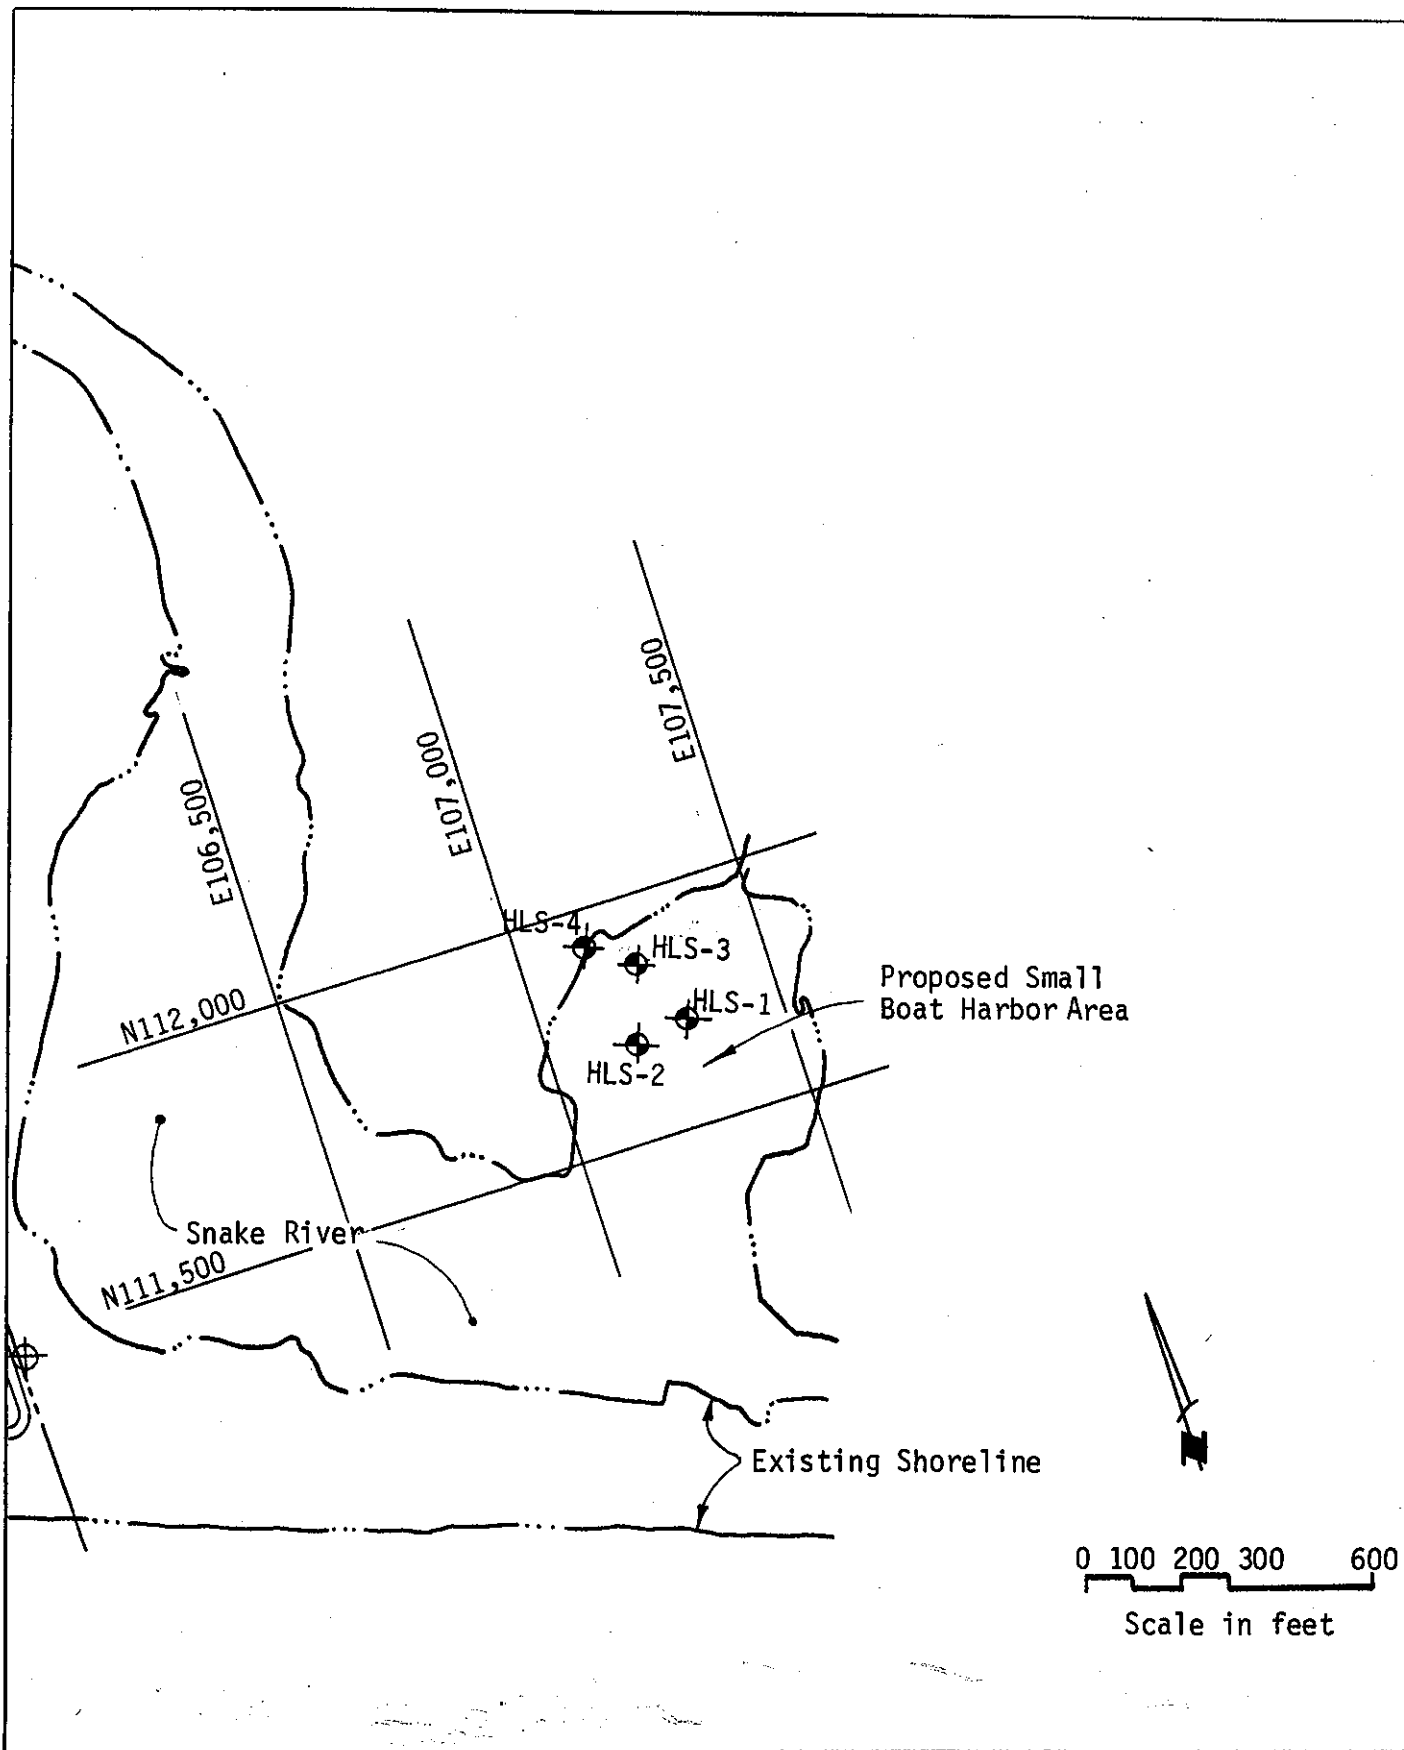 E107,500
E107,000
E106,500
HLS-4
HLS-3
Proposed Small
Boat Harbor Area
HLS-1
N112,000
HLS-2
Snake River
N111,500
N
Existing Shoreline
0 100 200 300 600
Scale in feet